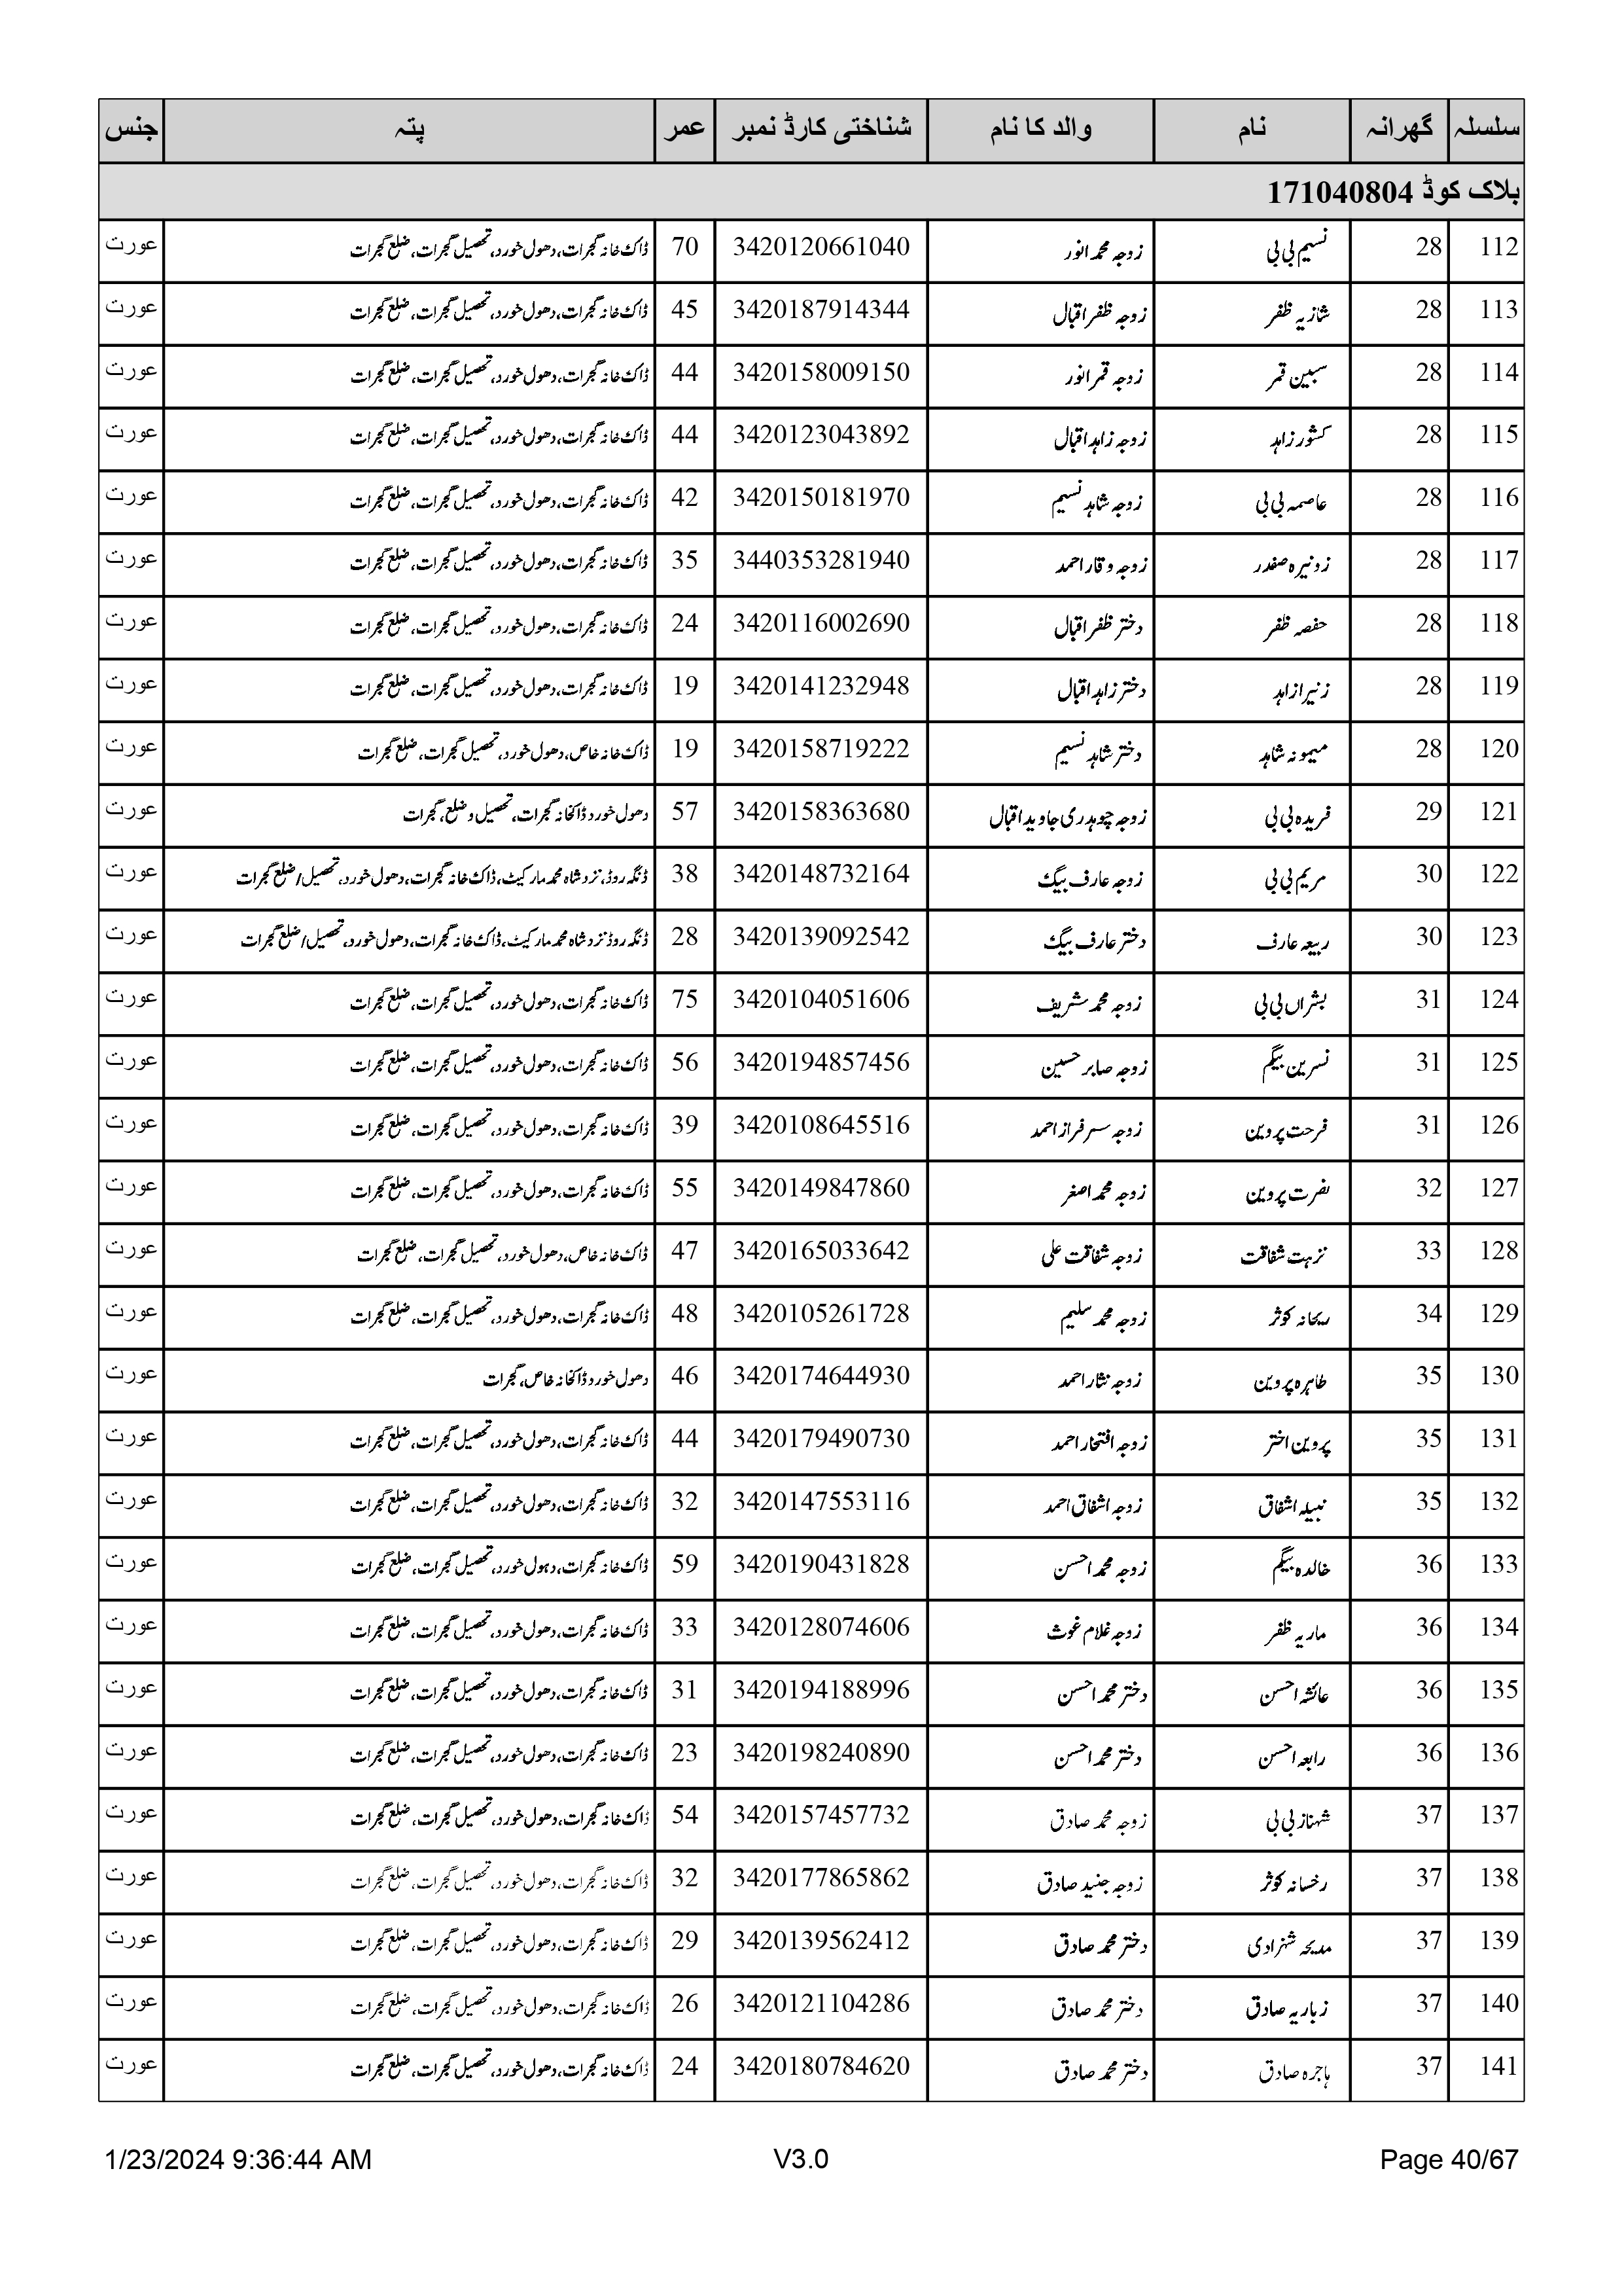 سلسلہ گھرانہ نام والد کا نام شناختی کارڈ نمبر عمر پتہ جنس
بلاک کوڈ 171040804
112 28 نسیم بی بی زوجہ محمد انور 3420120661040 70 ڈاک خانہ گجرات، دھول خورد، تحصیل گجرات، ضلع گجرات عورت
113 28 شازیہ ظفر زوجہ ظفر اقبال 3420187914344 45 ڈاک خانہ گجرات، دھول خورد، تحصیل گجرات، ضلع گجرات عورت
114 28 سبین قمر زوجہ قمر انور 3420158009150 44 ڈاک خانہ گجرات، دھول خورد، تحصیل گجرات، ضلع گجرات عورت
115 28 کشور زاہد زوجہ زاہد اقبال 3420123043892 44 ڈاک خانہ گجرات، دھول خورد، تحصیل گجرات، ضلع گجرات عورت
116 28 عاصمہ بی بی زوجہ شاہد نسیم 3420150181970 42 ڈاک خانہ گجرات، دھول خورد، تحصیل گجرات، ضلع گجرات عورت
117 28 زونیرہ صفدر زوجہ وقار احمد 3440353281940 35 ڈاک خانہ گجرات، دھول خورد، تحصیل گجرات، ضلع گجرات عورت
118 28 حفصہ ظفر دختر ظفر اقبال 3420116002690 24 ڈاک خانہ گجرات، دھول خورد، تحصیل گجرات، ضلع گجرات عورت
119 28 زنیرا زاہد دختر زاہد اقبال 3420141232948 19 ڈاک خانہ گجرات، دھول خورد، تحصیل گجرات، ضلع گجرات عورت
120 28 میمونہ شاہد دختر شاہد نسیم 3420158719222 19 ڈاک خانہ خاص، دھول خورد، تحصیل گجرات، ضلع گجرات عورت
121 29 فریدہ بی بی زوجہ چوہدری جاوید اقبال 3420158363680 57 دھول خورد ڈاکخانہ گجرات، تحصیل و ضلع، گجرات عورت
122 30 مریم بی بی زوجہ عارف بیگ 3420148732164 38 ڈنگہ روڈ، نزد شاہ محمد مارکیٹ، ڈاک خانہ گجرات، دھول خورد، تحصیل/ضلع گجرات عورت
123 30 ربیعہ عارف دختر عارف بیگ 3420139092542 28 ڈنگہ روڈ نزد شاہ محمد مارکیٹ، ڈاک خانہ گجرات، دھول خورد، تحصیل/ضلع گجرات عورت
124 31 بشراں بی بی زوجہ محمد شریف 3420104051606 75 ڈاک خانہ گجرات، دھول خورد، تحصیل گجرات، ضلع گجرات عورت
125 31 نسرین بیگم زوجہ صابر حسین 3420194857456 56 ڈاک خانہ گجرات، دھول خورد، تحصیل گجرات، ضلع گجرات عورت
126 31 فرحت پروین زوجہ سرفراز احمد 3420108645516 39 ڈاک خانہ گجرات، دھول خورد، تحصیل گجرات، ضلع گجرات عورت
127 32 نصرت پروین زوجہ محمد اصغر 3420149847860 55 ڈاک خانہ گجرات، دھول خورد، تحصیل گجرات، ضلع گجرات عورت
128 33 نزہت شفاقت زوجہ شفاقت علی 3420165033642 47 ڈاک خانہ خاص، دھول خورد، تحصیل گجرات، ضلع گجرات عورت
129 34 ریحانہ کوثر زوجہ محمد سلیم 3420105261728 48 ڈاک خانہ گجرات، دھول خورد، تحصیل گجرات، ضلع گجرات عورت
130 35 طاہرہ پروین زوجہ نثار احمد 3420174644930 46 دھول خورد ڈاکخانہ خاص، گجرات عورت
131 35 پروین اختر زوجہ افتخار احمد 3420179490730 44 ڈاک خانہ گجرات، دھول خورد، تحصیل گجرات، ضلع گجرات عورت
132 35 نبیلہ اشفاق زوجہ اشفاق احمد 3420147553116 32 ڈاک خانہ گجرات، دھول خورد، تحصیل گجرات، ضلع گجرات عورت
133 36 خالدہ بیگم زوجہ محمد احسن 3420190431828 59 ڈاک خانہ گجرات، دہول خورد، تحصیل گجرات، ضلع گجرات عورت
134 36 ماریہ ظفر زوجہ غلام غوث 3420128074606 33 ڈاک خانہ گجرات، دھول خورد، تحصیل گجرات، ضلع گجرات عورت
135 36 عائشہ احسن دختر محمد احسن 3420194188996 31 ڈاک خانہ گجرات، دھول خورد، تحصیل گجرات، ضلع گجرات عورت
136 36 رابعہ احسن دختر محمد احسن 3420198240890 23 ڈاک خانہ گجرات، دھول خورد، تحصیل گجرات، ضلع گجرات عورت
137 37 شہناز بی بی زوجہ محمد صادق 3420157457732 54 ڈاک خانہ گجرات، دھول خورد، تحصیل گجرات، ضلع گجرات عورت
138 37 رخسانہ کوثر زوجہ جنید صادق 3420177865862 32 ڈاک خانہ گجرات، دھول خورد، تحصیل گجرات، ضلع گجرات عورت
139 37 مدیحہ شہزادی دختر محمد صادق 3420139562412 29 ڈاک خانہ گجرات، دھول خورد، تحصیل گجرات، ضلع گجرات عورت
140 37 زباریہ صادق دختر محمد صادق 3420121104286 26 ڈاک خانہ گجرات، دھول خورد، تحصیل گجرات، ضلع گجرات عورت
141 37 ہاجرہ صادق دختر محمد صادق 3420180784620 24 ڈاک خانہ گجرات، دھول خورد، تحصیل گجرات، ضلع گجرات عورت
1/23/2024 9:36:44 AM V3.0 Page 40/67